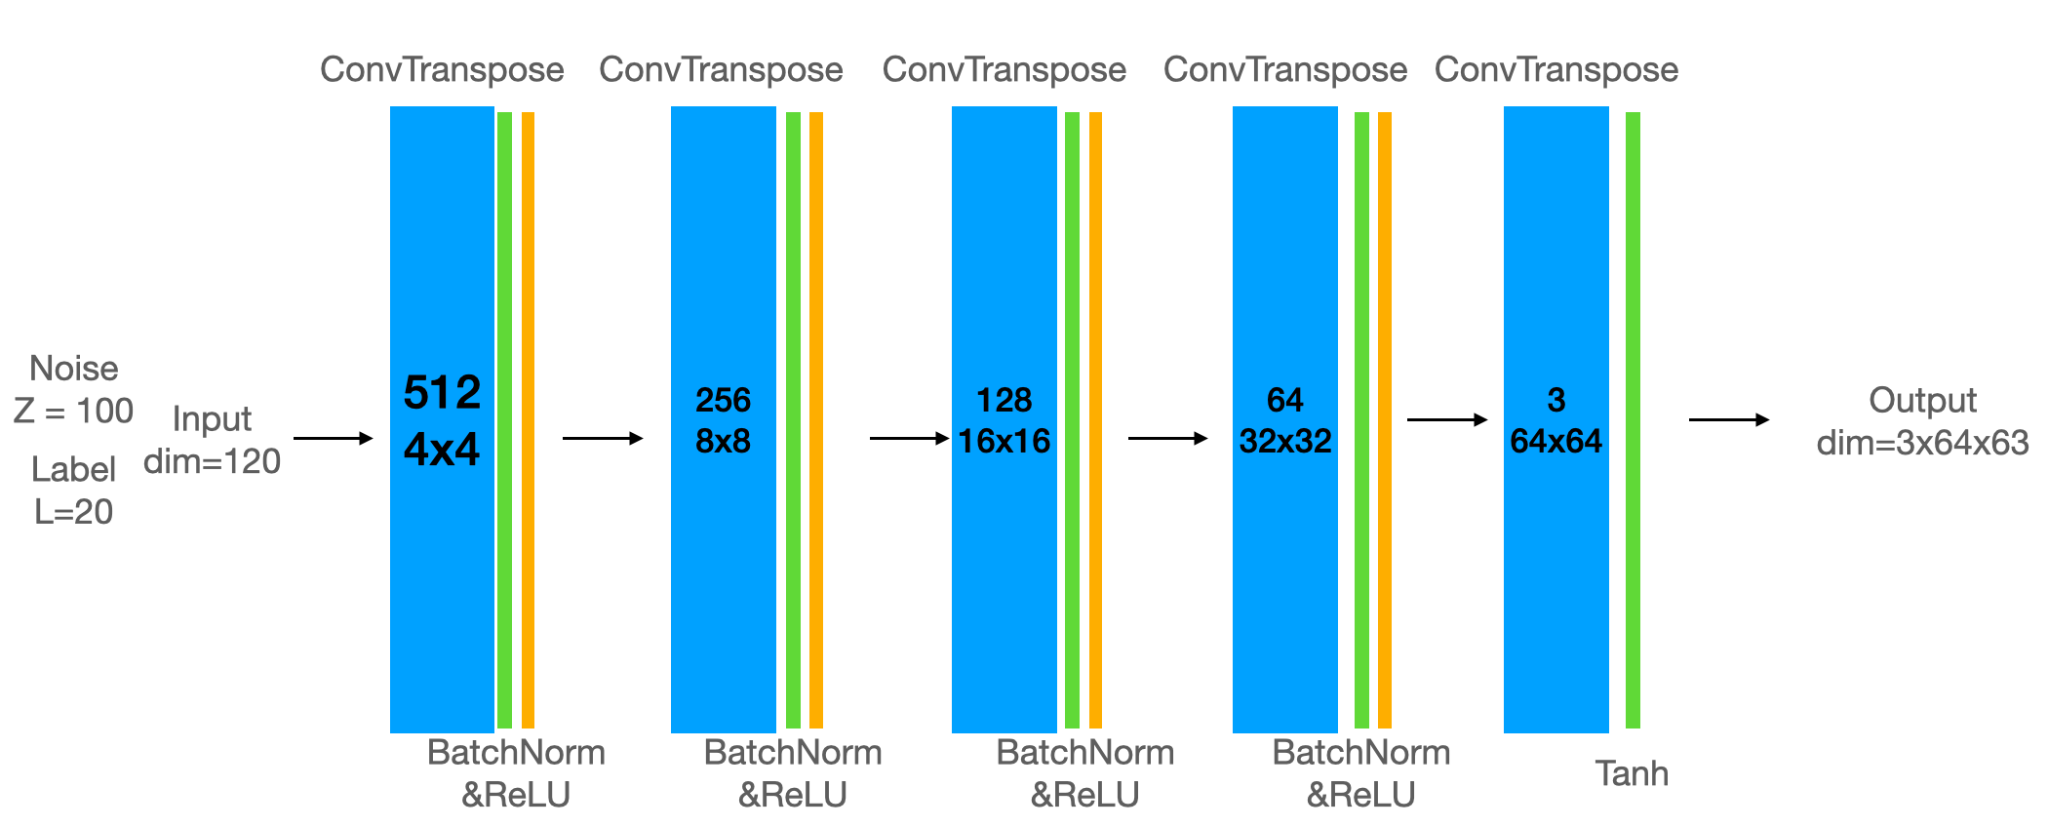 ConvTranspose
ConvTranspose
ConvTranspose
ConvTranspose
ConvTranspose
Noise
Z = 100
Label
L=20
Input
dim=120
512
4x4
256
8x8
128
16x16
64
32x32
3
64x64
Output
dim=3x64x63
BatchNorm
&ReLU
BatchNorm
&ReLU
BatchNorm
&ReLU
BatchNorm
&ReLU
Tanh